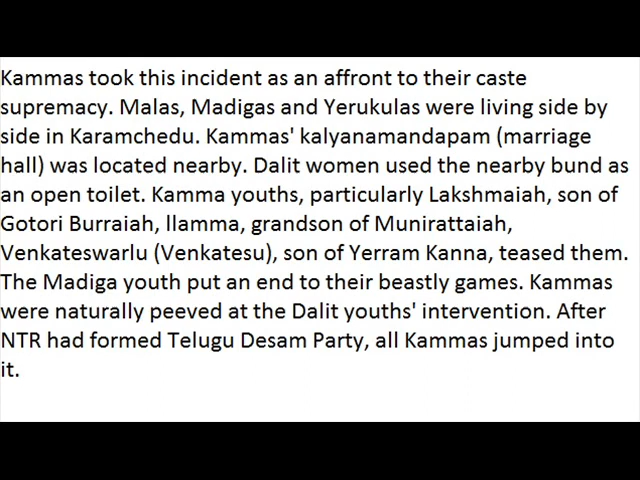 Kammas took this incident as an affront to their caste
supremacy. Malas, Madigas and Yerukulas were living side by
side in Karamchedu. Kammas' kalyanamandapam (marriage
hall) was located nearby. Dalit women used the nearby bund as
an open toilet. Kamma youths, particularly Lakshmaiah, son of
Gotori Burraiah, llamma, grandson of Munirattaiah,
Venkateswarlu (Venkatesu), son of Yerram Kanna, teased them.
The Madiga youth put an end to their beastly games. Kammas
were naturally peeved at the Dalit youths' intervention. After
NTR had formed Telugu Desam Party, all Kammas jumped into
it.